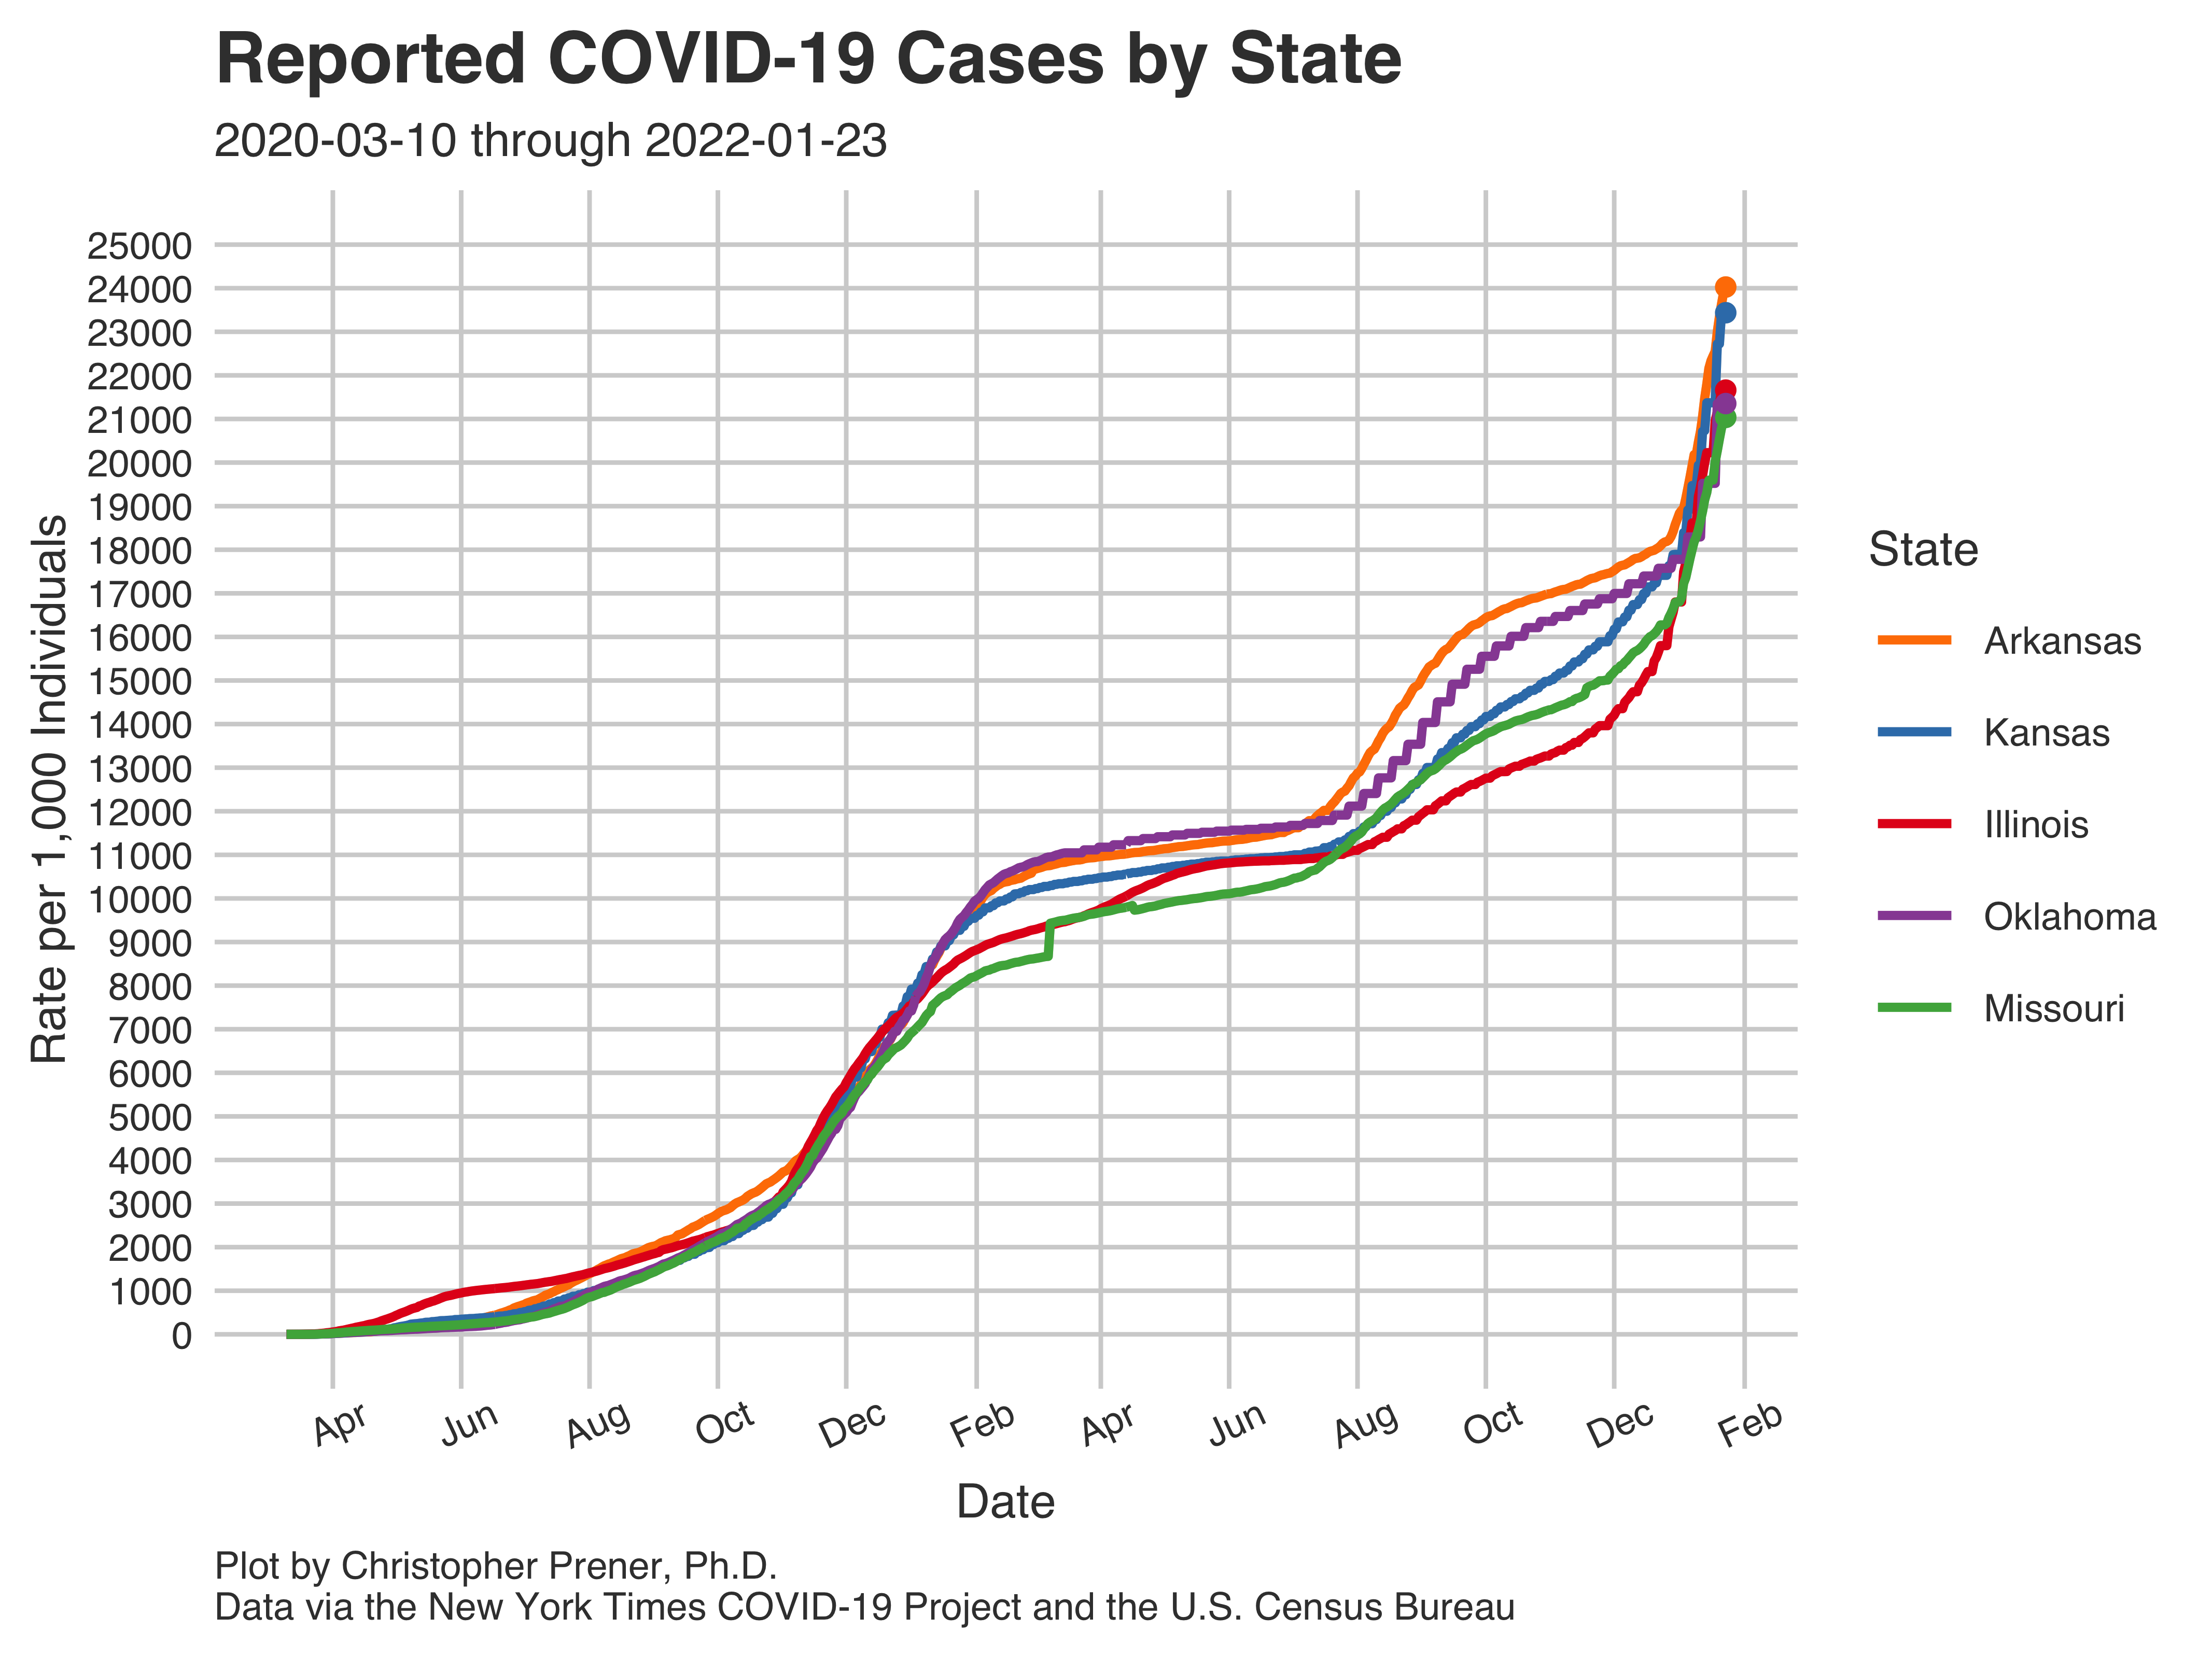 Reported COVID-19 Cases by State
2020-03-10 through 2022-01-23
25000
24000
23000
22000
21000
20000
19000
18000
17000
16000
15000
14000
13000
12000
11000
10000
9000
8000
7000
6000
5000
4000
3000
2000
1000
0
Rate per 1,000 Individuals
Apr
Jun
Aug
Oct
Dec
Feb
Apr
Jun
Aug
Oct
Dec
Feb
Date
State
Arkansas
Kansas
Illinois
Oklahoma
Missouri
Plot by Christopher Prener, Ph.D.
Data via the New York Times COVID-19 Project and the U.S. Census Bureau